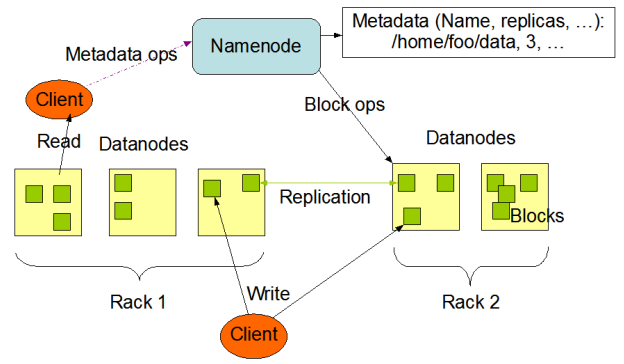 Metadata (Name, replicas, …):
/home/foo/data, 3, …
Namenode
Metadata ops
Client
Block ops
Read
Datanodes
Datanodes
Replication
Blocks
Rack 1
Write
Rack 2
Client